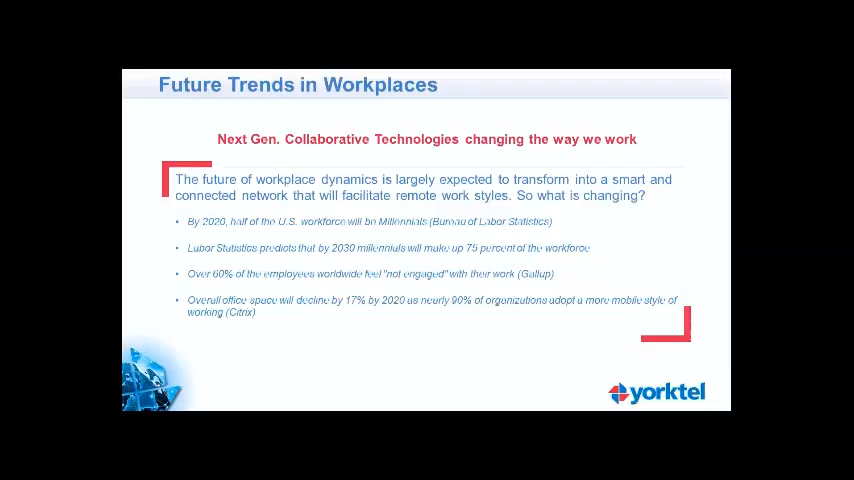 Future Trends in Workplaces
Next Gen. Collaborative Technologies changing the way we work
The future of workplace dynamics is largely expected to transform into a smart and
connected network that will facilitate remote work styles. So what is changing?
• By 2020, half of the U.S. workforce will be Millennials (Bureau of Labor Statistics)
• Labor Statistics predicts that by 2030 millennials will make up 75 percent of the workforce
• Over 60% of the employees worldwide feel "not engaged" with their work (Gallup)
• Overall office space will decline by 17% by 2020 as nearly 90% of organizations adopt a more mobile style of
working (Citrix)
yorktel